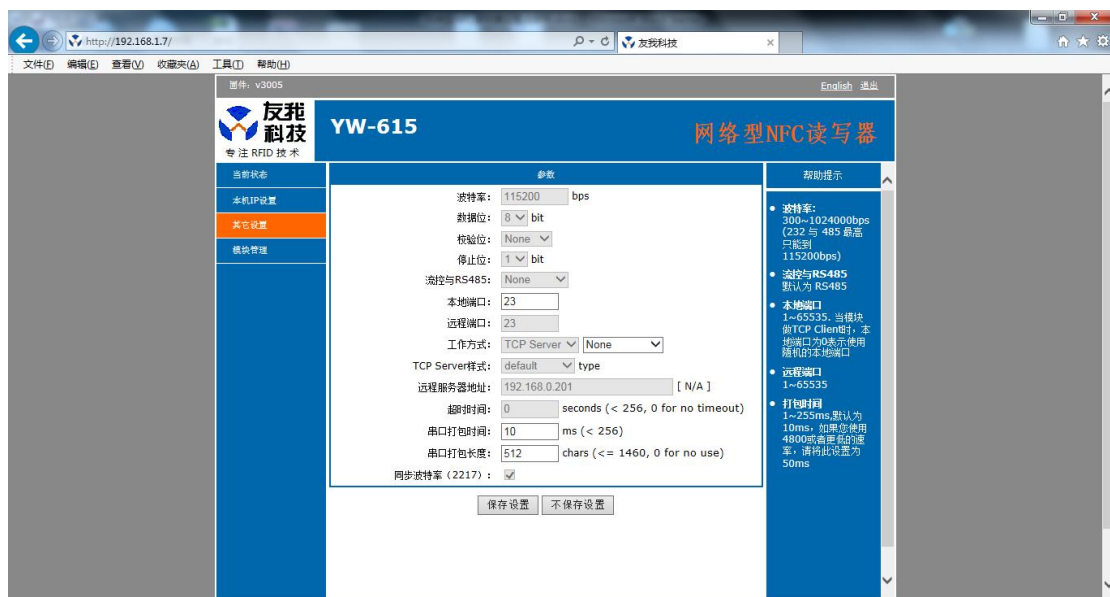 http://192.168.1.7/
友我科技
文件(F) 编辑(E) 查看(V) 收藏夹(A) 工具(T) 帮助(H)
固件: v3005
English 退出
友我科技
专注 RFID 技术
YW-615
网络型NFC读写器
当前状态
本机IP设置
其它设置
模块管理
参数
波特率: 115200 bps
数据位: 8 bit
校验位: None
停止位: 1 bit
流控与RS485: None
本地端口: 23
远程端口: 23
工作方式: TCP Server None
TCP Server样式: default type
远程服务器地址: 192.168.0.201 [ N/A ]
超时时间: 0 seconds (< 256, 0 for no timeout)
串口打包时间: 10 ms (< 256)
串口打包长度: 512 chars (<= 1460, 0 for no use)
同步波特率（2217）:
保存设置 不保存设置
帮助提示
波特率:
300~1024000bps
(232 与 485 最高
只能到
115200bps)
流控与RS485
默认为 RS485
本地端口
1~65535. 当模块
做TCP Client时，本
地端口为0表示使用
随机的本地端口
远程端口
1~65535
打包时间
1~255ms,默认为
10ms，如果您使用
4800或者更低的速
率，请将此设置为
50ms